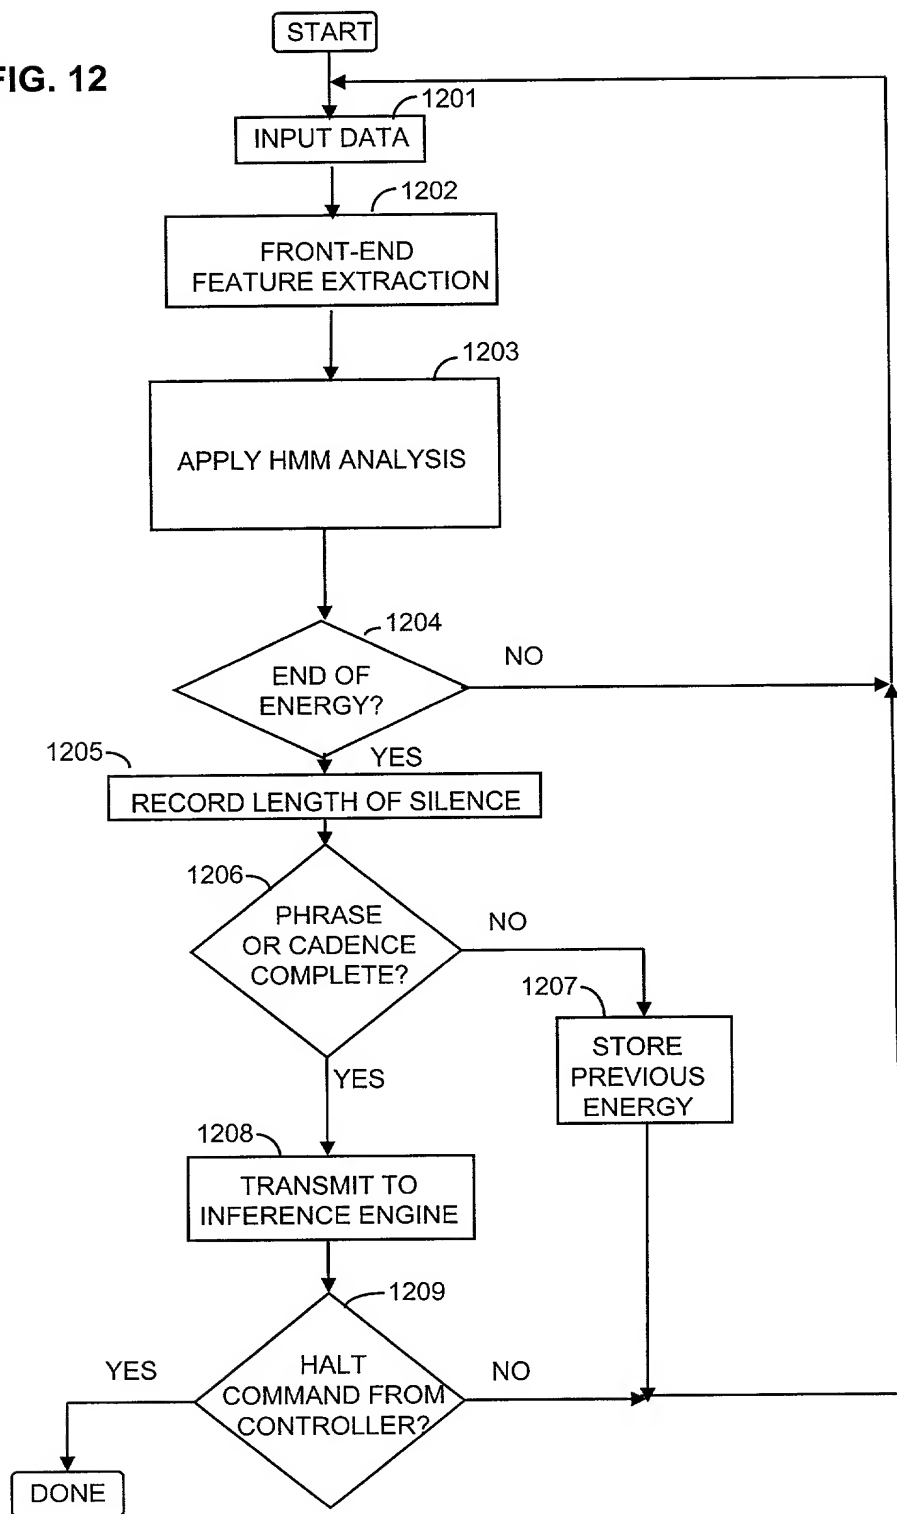 START
FIG. 12
1201
INPUT DATA
1202
FRONT-END
FEATURE EXTRACTION
1203
APPLY HMM ANALYSIS
1204
END OF
ENERGY?
NO
YES
1205
RECORD LENGTH OF SILENCE
1206
PHRASE
OR CADENCE
COMPLETE?
NO
1207
STORE
PREVIOUS
ENERGY
YES
1208
TRANSMIT TO
INFERENCE ENGINE
1209
HALT
COMMAND FROM
CONTROLLER?
YES
NO
DONE